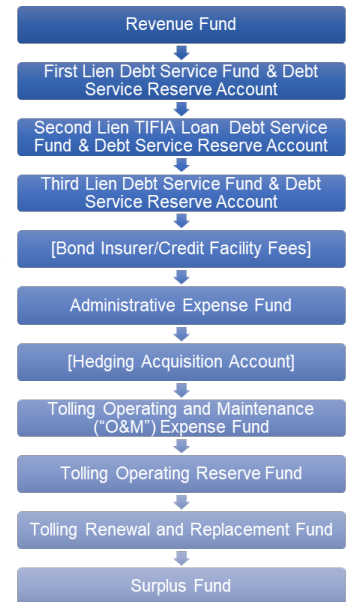 Revenue Fund
First Lien Debt Service Fund & Debt
Service Reserve Account
Second Lien TIFIA Loan Debt Service
Fund & Debt Service Reserve Account
Third Lien Debt Service Fund & Debt
Service Reserve Account
[Bond Insurer/Credit Facility Fees]
Administrative Expense Fund
[Hedging Acquisition Account]
Tolling Operating and Maintenance
("O&M") Expense Fund
Tolling Operating Reserve Fund
Tolling Renewal and Replacement Fund
Surplus Fund